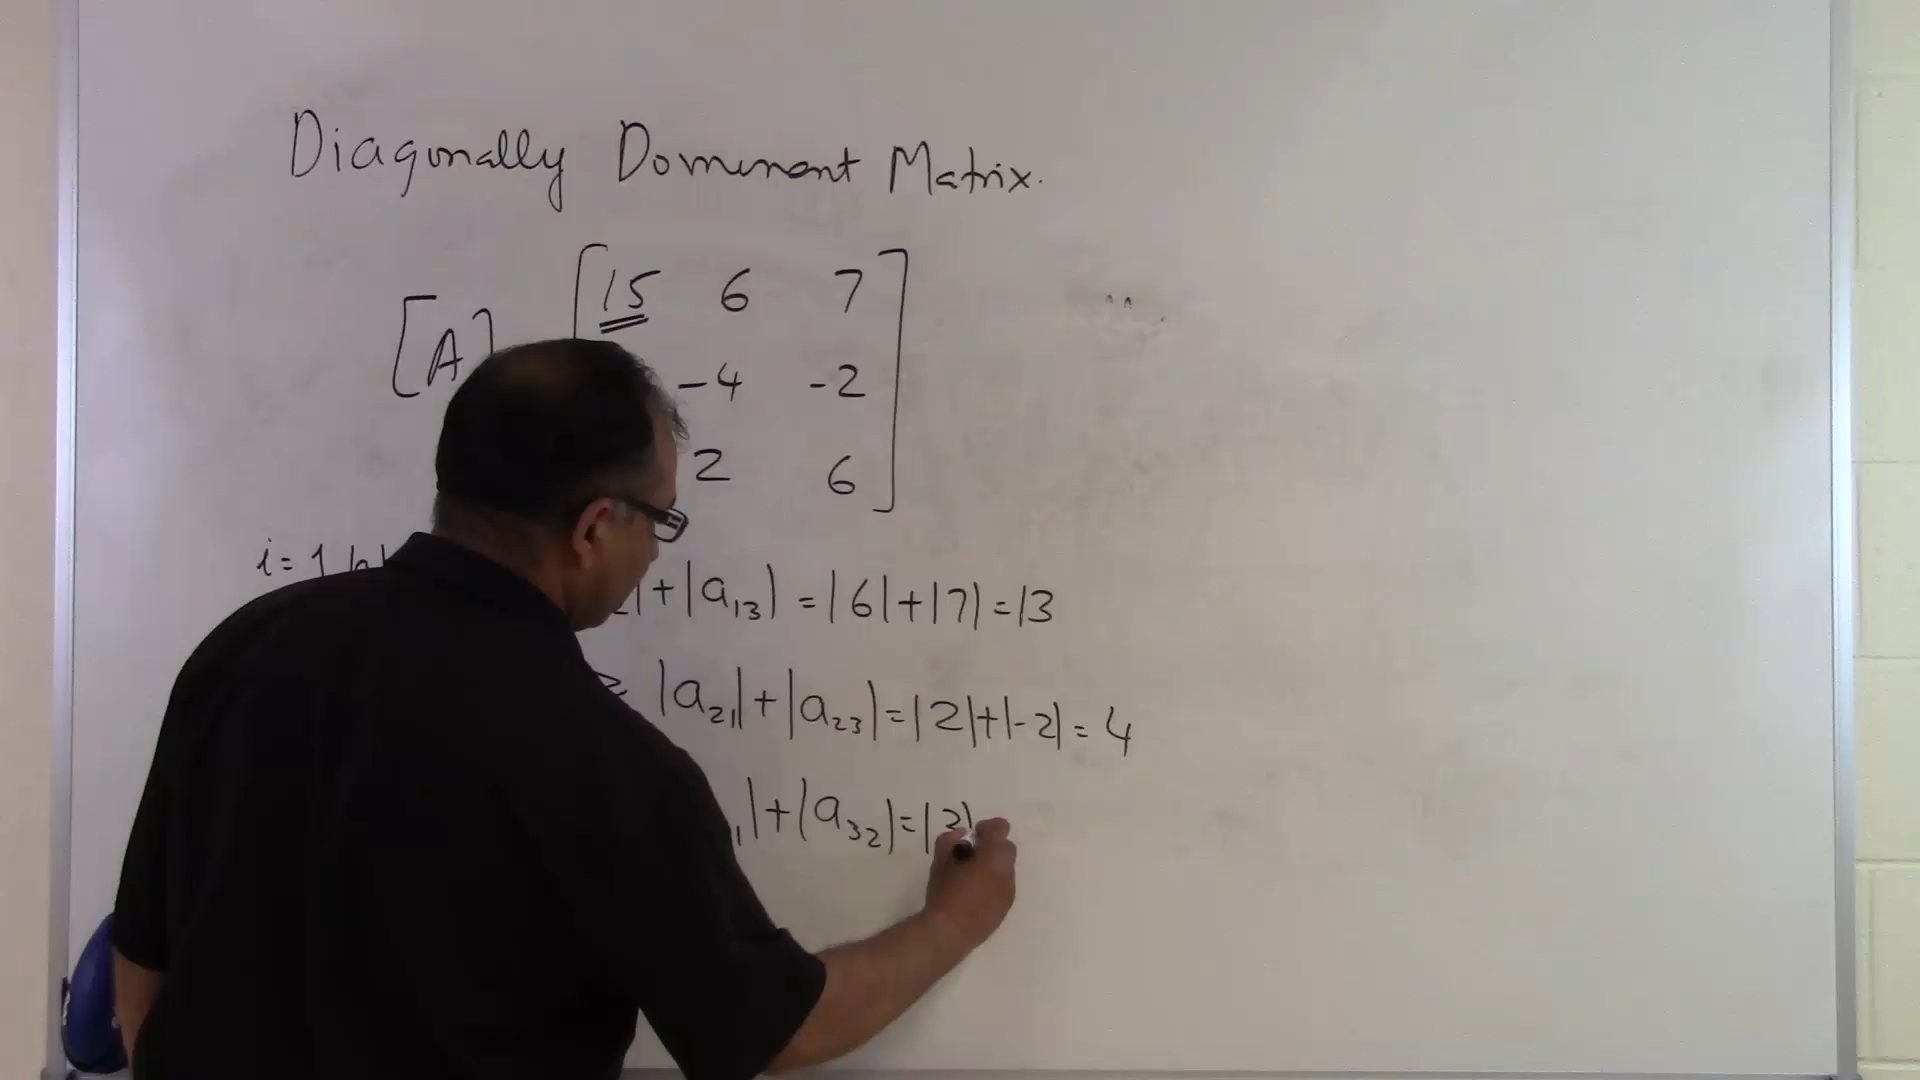 Diagonally Dominant Matrix.
15 6 7
[A] -4 -2
2 6
i=1 |+|a13| = |6|+|7| = 13
≥ |a21|+|a23| = |2|+|-2| = 4
1|+|a32| = |